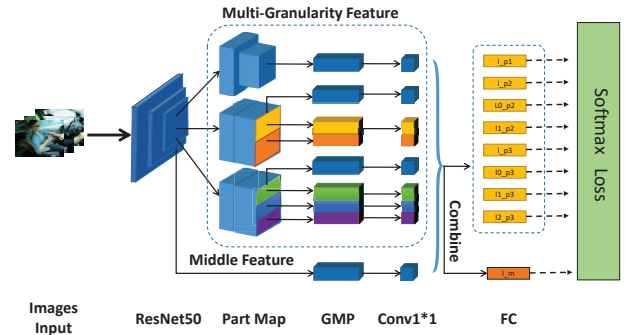 Multi-Granularity Feature
l_p1
l_p2
L0_p2
l1_p2
l_p3
l0_p3
l1_p3
l2_p3
Softmax Loss
Combine
Middle Feature
l_m
Images Input
ResNet50
Part Map
GMP
Conv1*1
FC